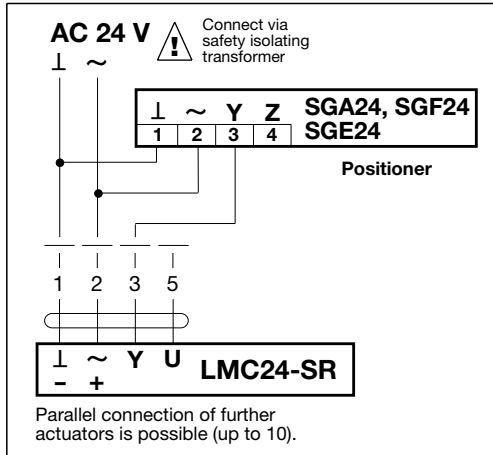 AC 24 V
⊥ ~
! Connect via
safety isolating
transformer
⊥ ~ Y Z
1 2 3 4
SGA24, SGF24
SGE24
Positioner
1 2 3 5
⊥ ~ Y U
– +
LMC24-SR
Parallel connection of further
actuators is possible (up to 10).